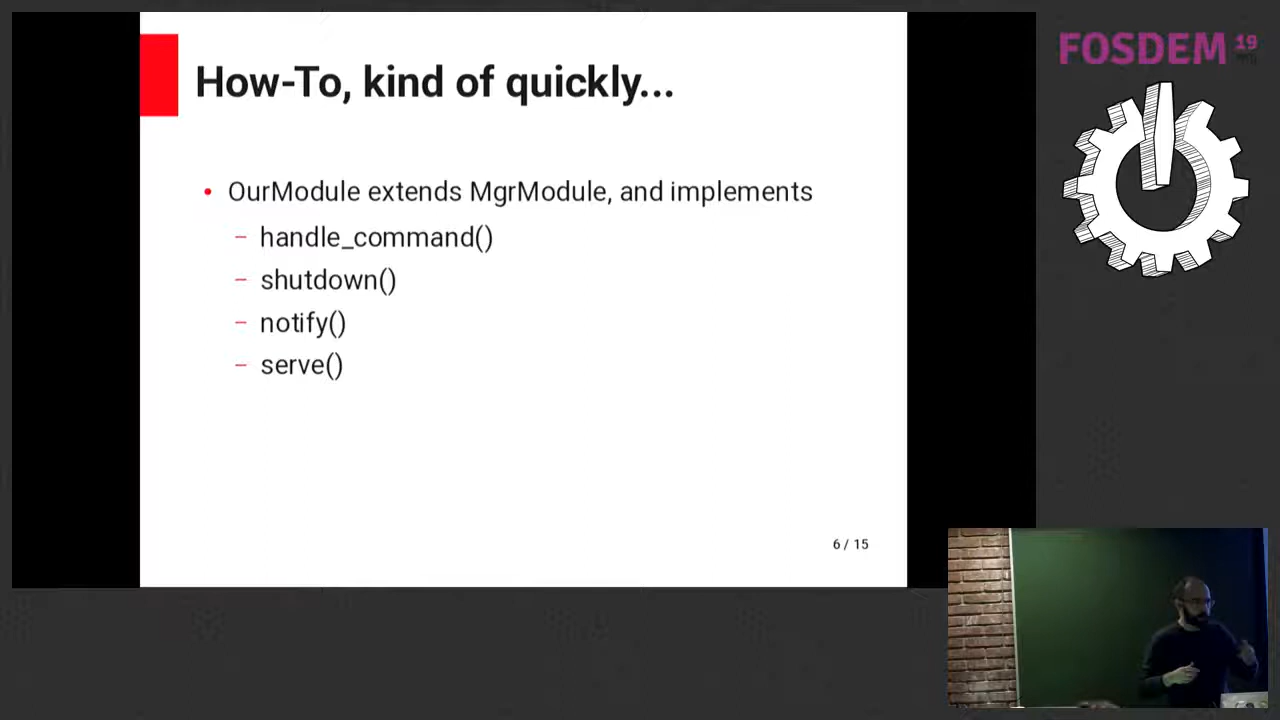 How-To, kind of quickly...
• OurModule extends MgrModule, and implements
– handle_command()
– shutdown()
– notify()
– serve()
6 / 15
FOSDEM 19